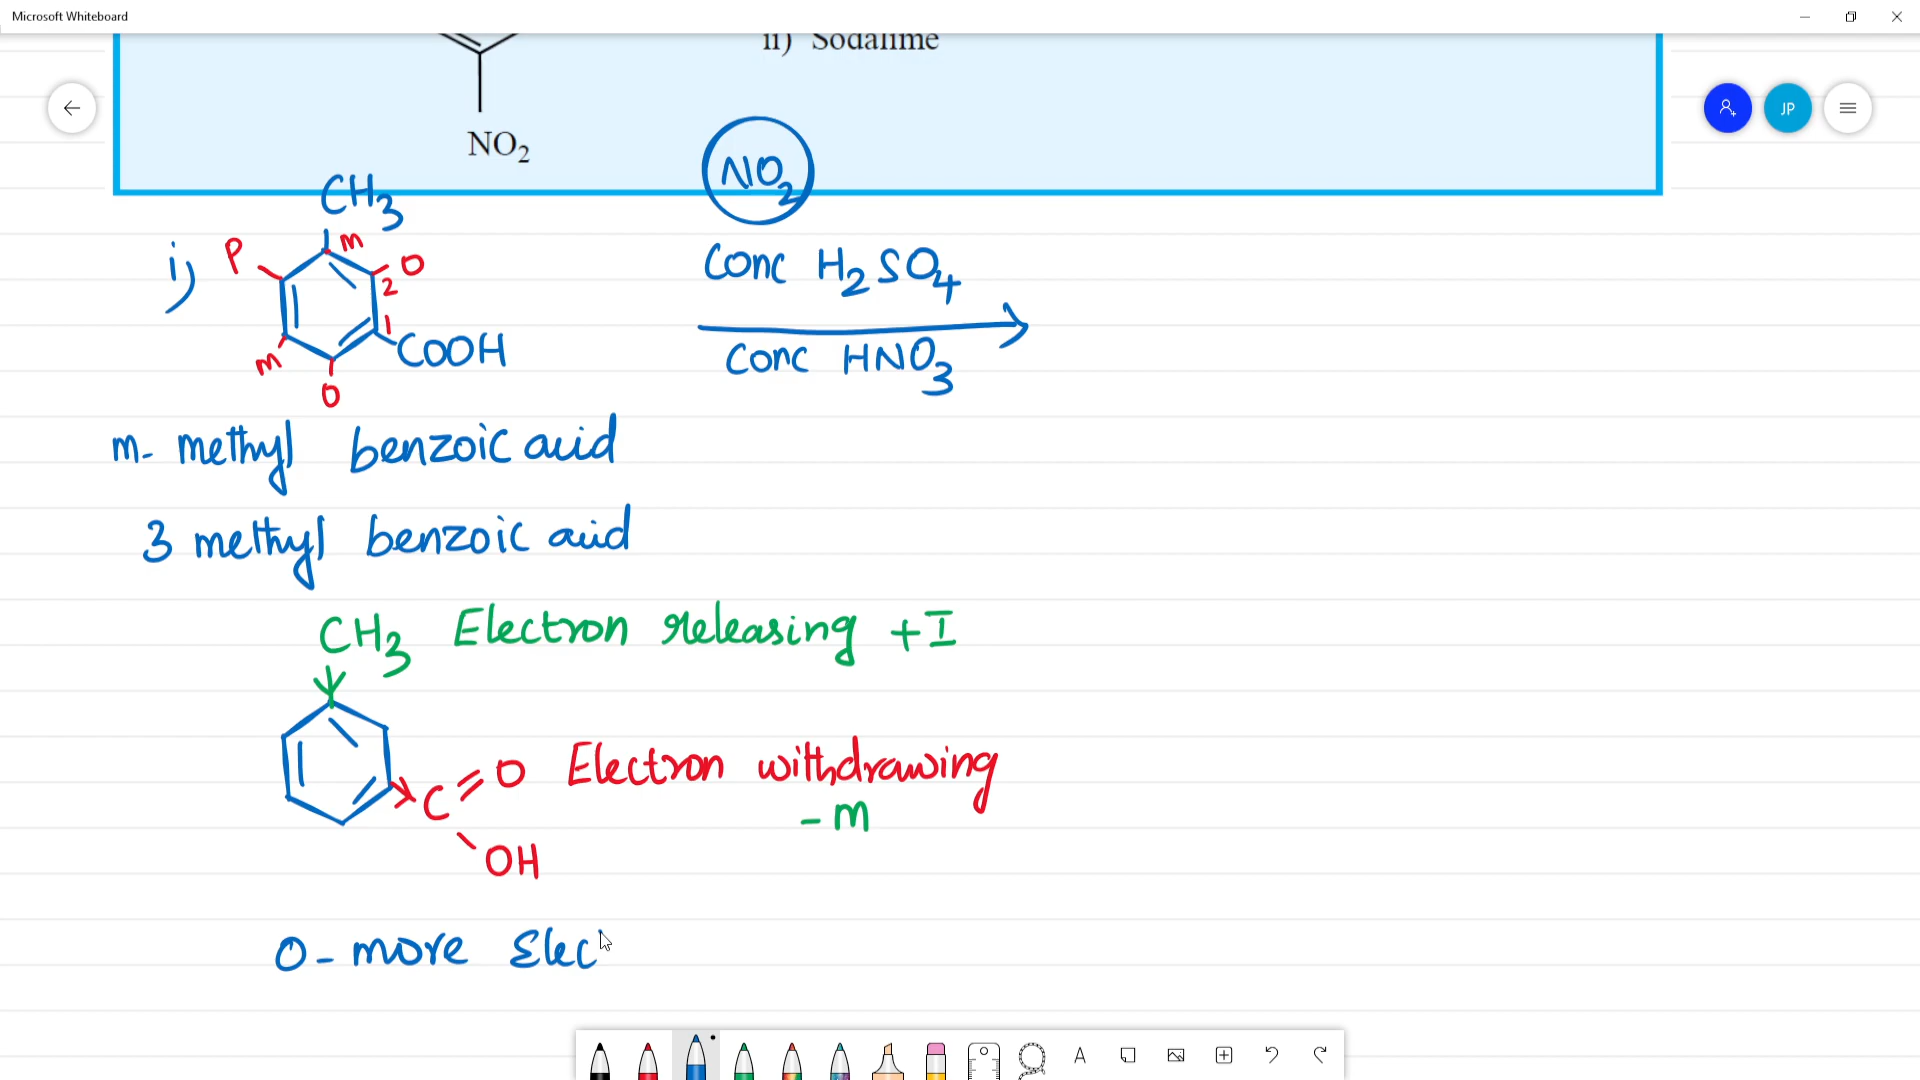 Microsoft Whiteboard
ii) Sodalime
NO2
NO2
JP
CH3
i) P m O
2
1
COOH
m
O
Conc H2SO4
Conc HNO3
m- methyl benzoic acid
3 methyl benzoic acid
CH3 Electron releasing +I
C=O Electron withdrawing
- m
OH
O- more Elec
A